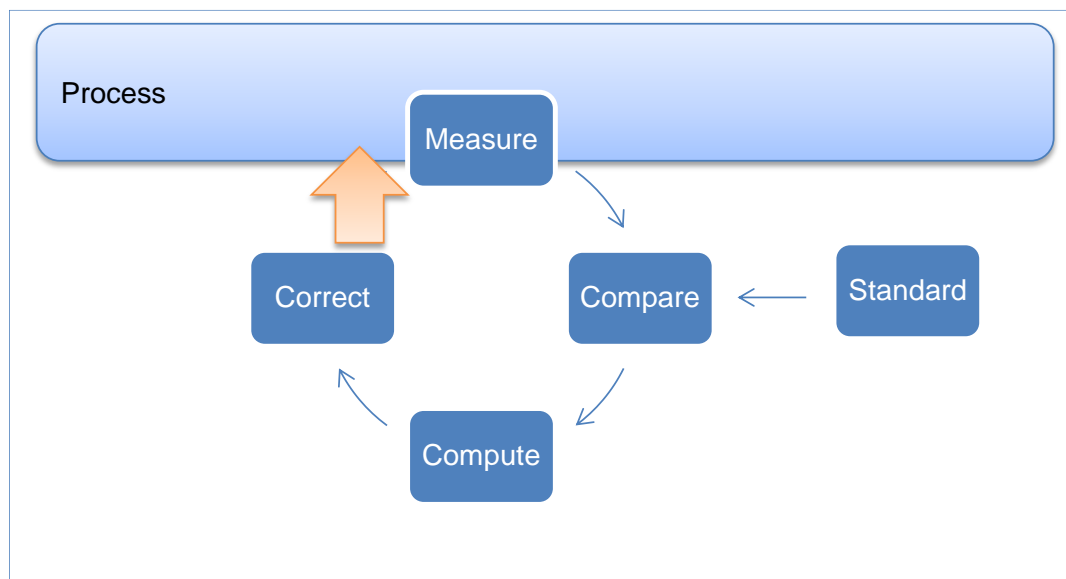 Process
Measure
Correct
Compare
Standard
Compute